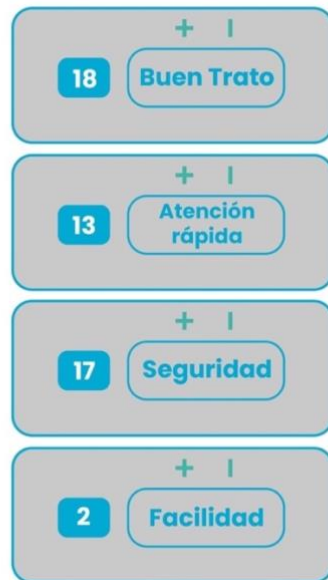 + I
18 Buen Trato
+ I
13 Atención
rápida
+ I
17 Seguridad
+ I
2 Facilidad